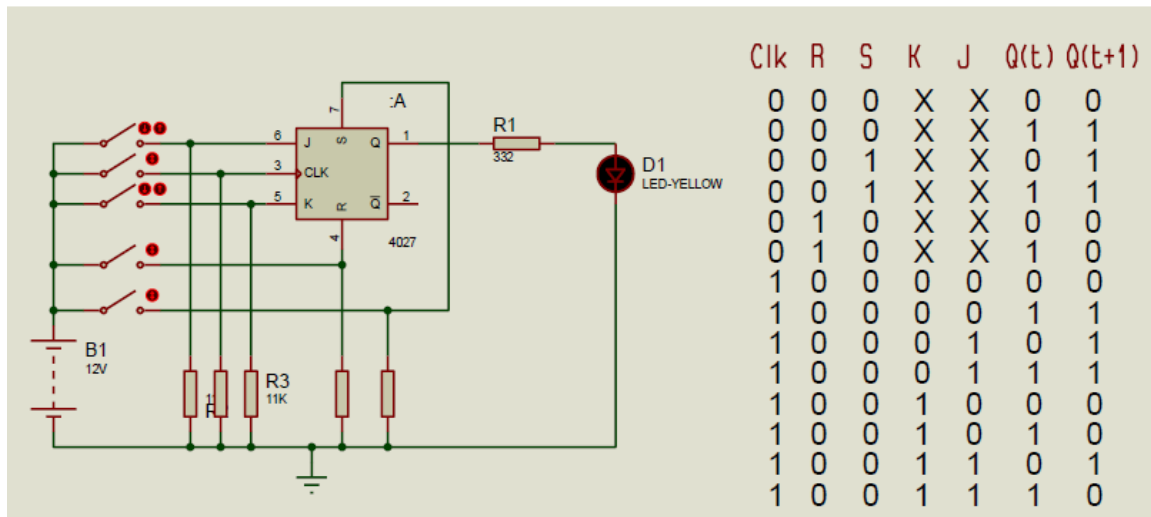 :A
7
6 J S Q 1
3 CLK
5 K R Q 2
4
4027
R1
332
D1
LED-YELLOW
B1
12V
R3
11K
Clk R S K J Q(t) Q(t+1)
0 0 0 X X 0 0
0 0 0 X X 1 1
0 0 1 X X 0 1
0 0 1 X X 1 1
0 1 0 X X 0 0
0 1 0 X X 1 0
1 0 0 0 0 0 0
1 0 0 0 0 1 1
1 0 0 0 1 0 1
1 0 0 0 1 1 1
1 0 0 1 0 0 0
1 0 0 1 0 1 0
1 0 0 1 1 0 1
1 0 0 1 1 1 0